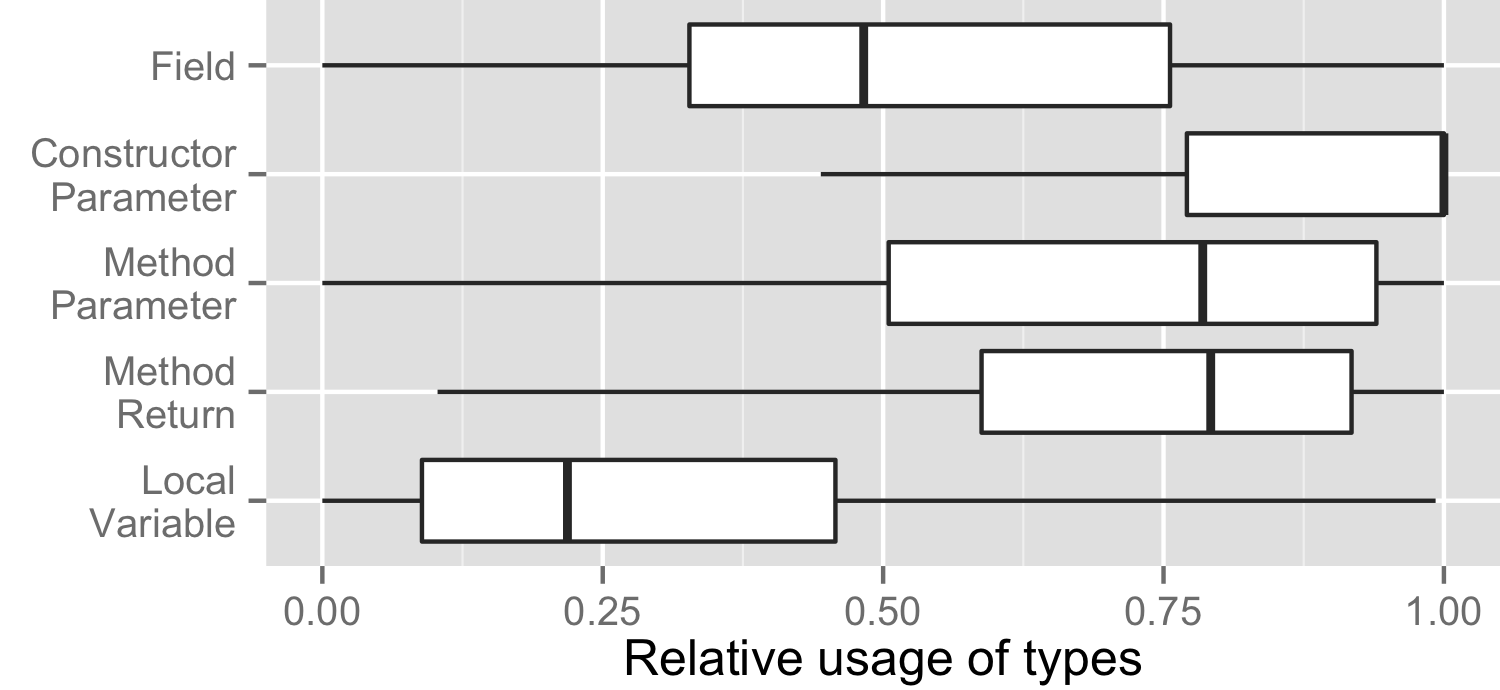 Field
Constructor
Parameter
Method
Parameter
Method
Return
Local
Variable
0.00 0.25 0.50 0.75 1.00
Relative usage of types